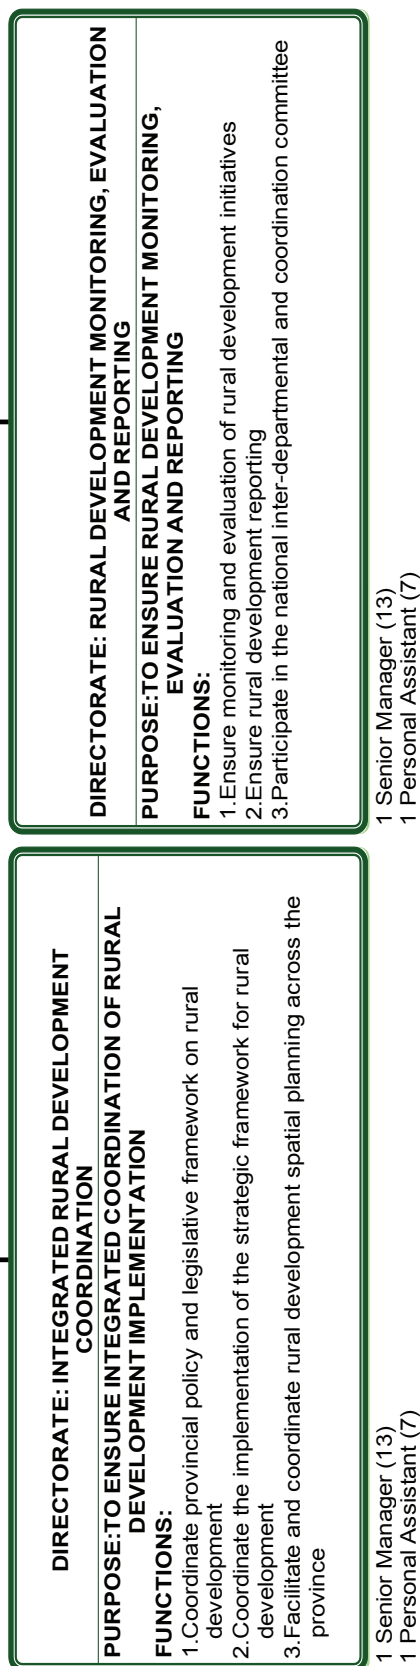 DIRECTORATE: INTEGRATED RURAL DEVELOPMENT
COORDINATION
PURPOSE:TO ENSURE INTEGRATED COORDINATION OF RURAL
DEVELOPMENT IMPLEMENTATION
FUNCTIONS:
1.Coordinate provincial policy and legislative framework on rural
development
2.Coordinate the implementation of the strategic framework for rural
development
3.Facilitate and coordinate rural development spatial planning across the
province
1 Senior Manager (13)
1 Personal Assistant (7)
DIRECTORATE: RURAL DEVELOPMENT MONITORING, EVALUATION
AND REPORTING
PURPOSE:TO ENSURE RURAL DEVELOPMENT MONITORING,
EVALUATION AND REPORTING
FUNCTIONS:
1.Ensure monitoring and evaluation of rural development initiatives
2.Ensure rural development reporting
3.Participate in the national inter-departmental and coordination committee
1 Senior Manager (13)
1 Personal Assistant (7)